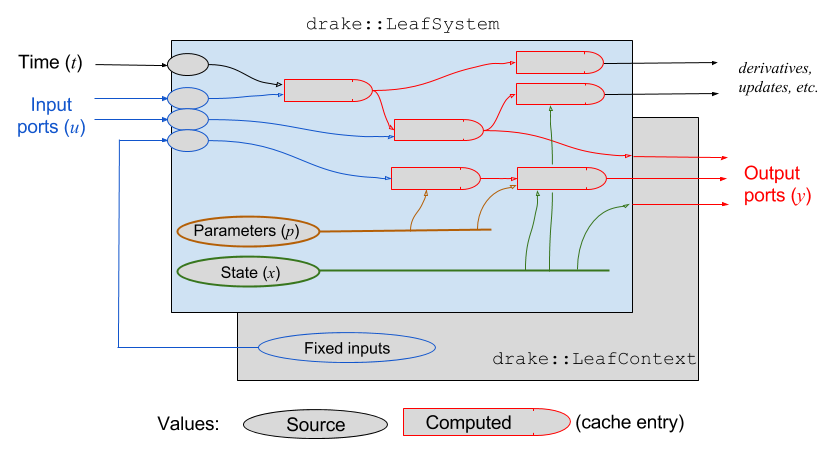 drake::LeafSystem
Time (t)
Input
ports (u)
derivatives,
updates, etc.
Output
ports (y)
Parameters (p)
State (x)
Fixed inputs
drake::LeafContext
Values:
Source
Computed
(cache entry)